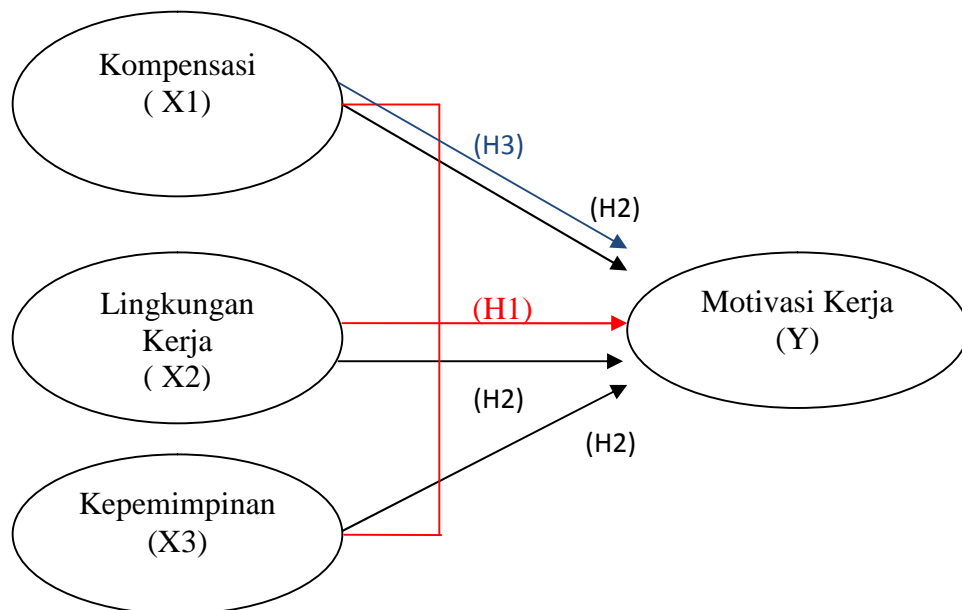 Kompensasi
( X1)
(H3)
(H2)
Lingkungan
Kerja
( X2)
(H1)
(H2)
Motivasi Kerja
(Y)
(H2)
Kepemimpinan
(X3)